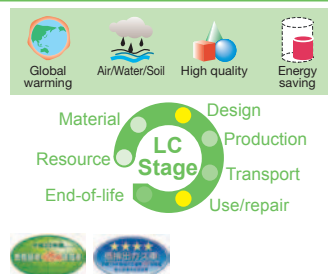 Global warming
Air/Water/Soil
High quality
Energy saving
Material
Resource
End-of-life
LC Stage
Design
Production
Transport
Use/repair